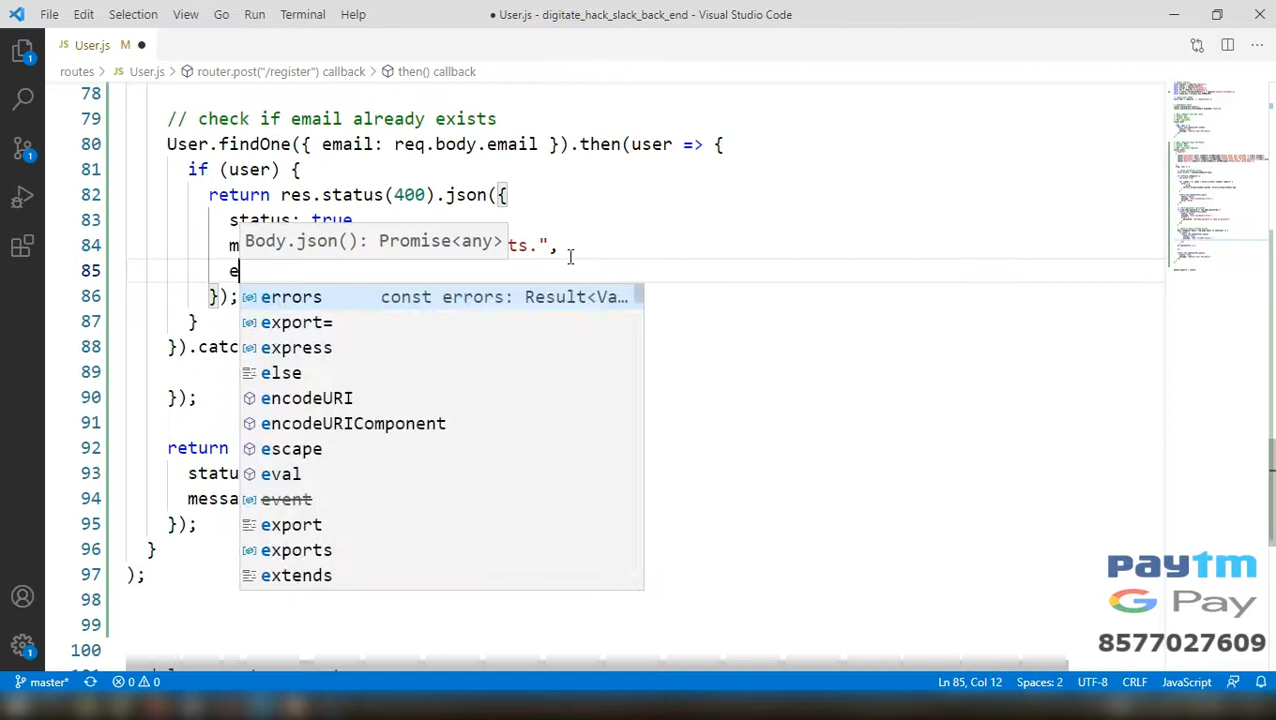 File Edit Selection View Go Run Terminal Help
● User.js - digitate_hack_slack_back_end - Visual Studio Code
JS User.js M ●
routes > JS User.js > router.post("/register") callback > then() callback
78
79 // check if email already exists
80 User.findOne({ email: req.body.email }).then(user => {
81 if (user) {
82 return res.status(400).json({
83 status: true
Body.json(): Promise<any>
84 m ts.",
85 e
86 });
errors const errors: Result<Va…
87 }
export=
88 }).catc
express
89
else
90 });
encodeURI
91
encodeURIComponent
92 return
escape
93 statu
eval
94 messa
event
95 });
export
96 }
exports
97 );
extends
98
99
100
paytm
G Pay
8577027609
master* 0 0 Ln 85, Col 12 Spaces: 2 UTF-8 CRLF JavaScript